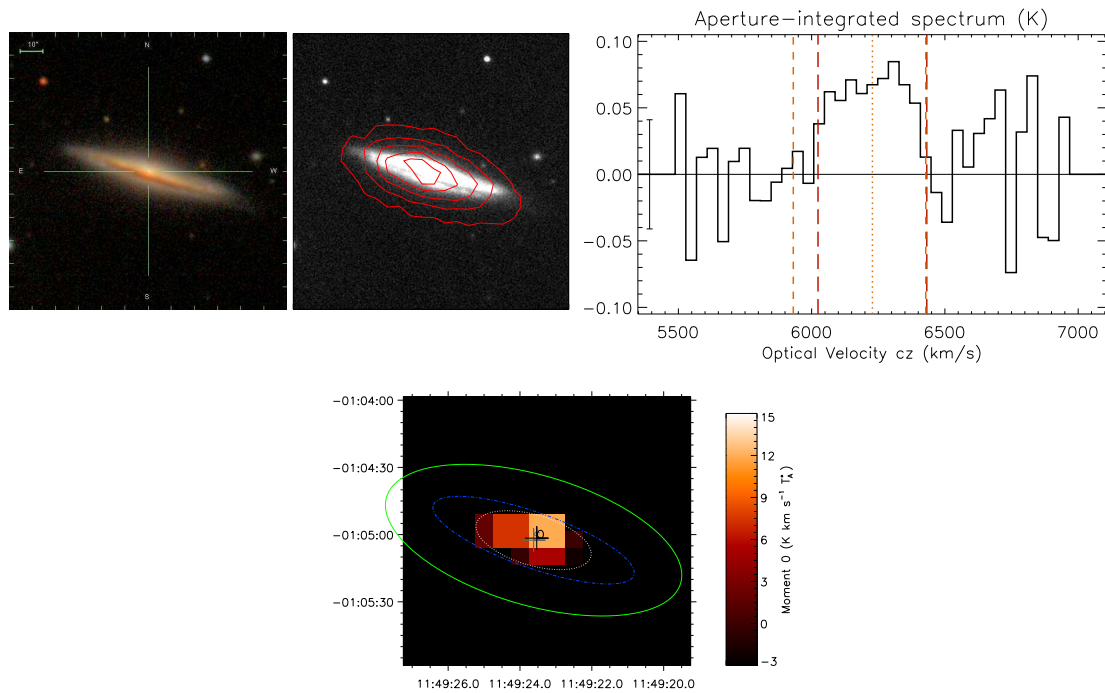 10"
N
E
W
S
Aperture-integrated spectrum (K)
0.10
0.05
0.00
-0.05
-0.10
5500 6000 6500 7000
Optical Velocity cz (km/s)
-01:04:00
-01:04:30
-01:05:00
-01:05:30
11:49:26.0 11:49:24.0 11:49:22.0 11:49:20.0
15
12
9
6
3
0
-3
Moment 0 (K km s⁻¹ T*A)